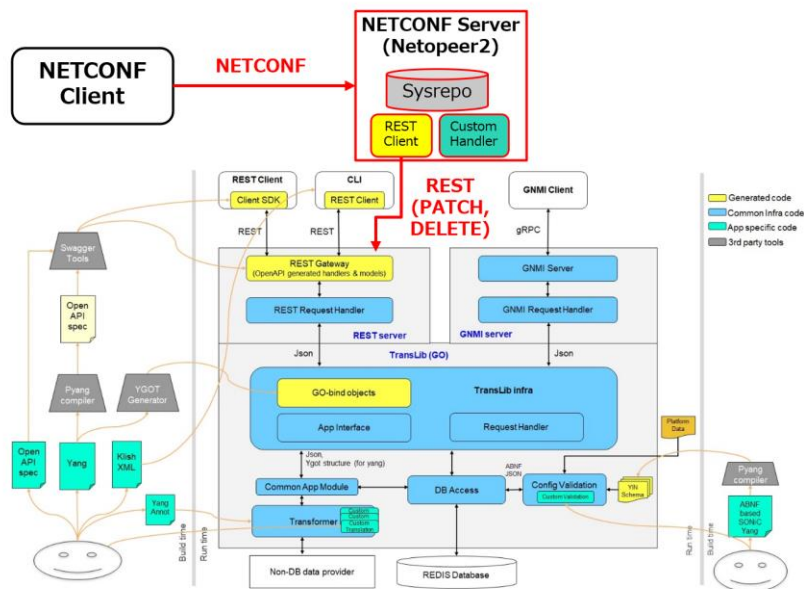 NETCONF
Client
NETCONF
NETCONF Server
(Netopeer2)
Sysrepo
REST
Client
Custom
Handler
REST
(PATCH,
DELETE)
REST Client
Client SDK
CLI
REST Client
GNMI Client
Generated code
Common Infra code
App specific code
3rd party tools
REST
REST
gRPC
Swagger
Tools
REST Gateway
(OpenAPI generated handlers & models)
GNMI Server
REST Request Handler
GNMI Request Handler
REST server
GNMI server
Open
API
spec
Json
TransLib (GO)
Json
Pyang
compiler
YGOT
Generator
GO-bind objects
TransLib infra
App Interface
Request Handler
Platform
Data
Open
API
spec
Yang
Klish
XML
Json,
Ygot structure (for yang)
ABNF
JSON
Pyang
compiler
Common App Module
DB Access
Config Validation
Custom Validation
YIN
Schema
Yang
Annot
Transformer
Custom
Custom
Custom
Translation
ABNF
based
SONiC
Yang
Build time
Run time
Run time
Build time
Non-DB data provider
REDIS Database